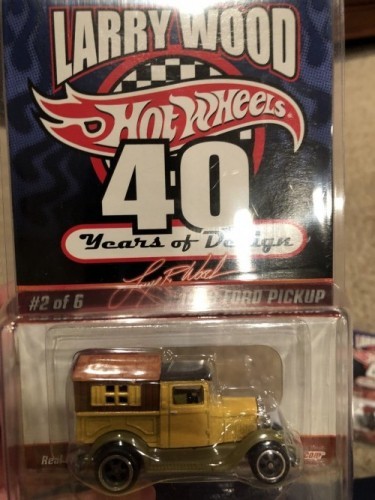 LARRY WOOD
HOT WHEELS
40
Years of Design
#2 of 6
FORD PICKUP